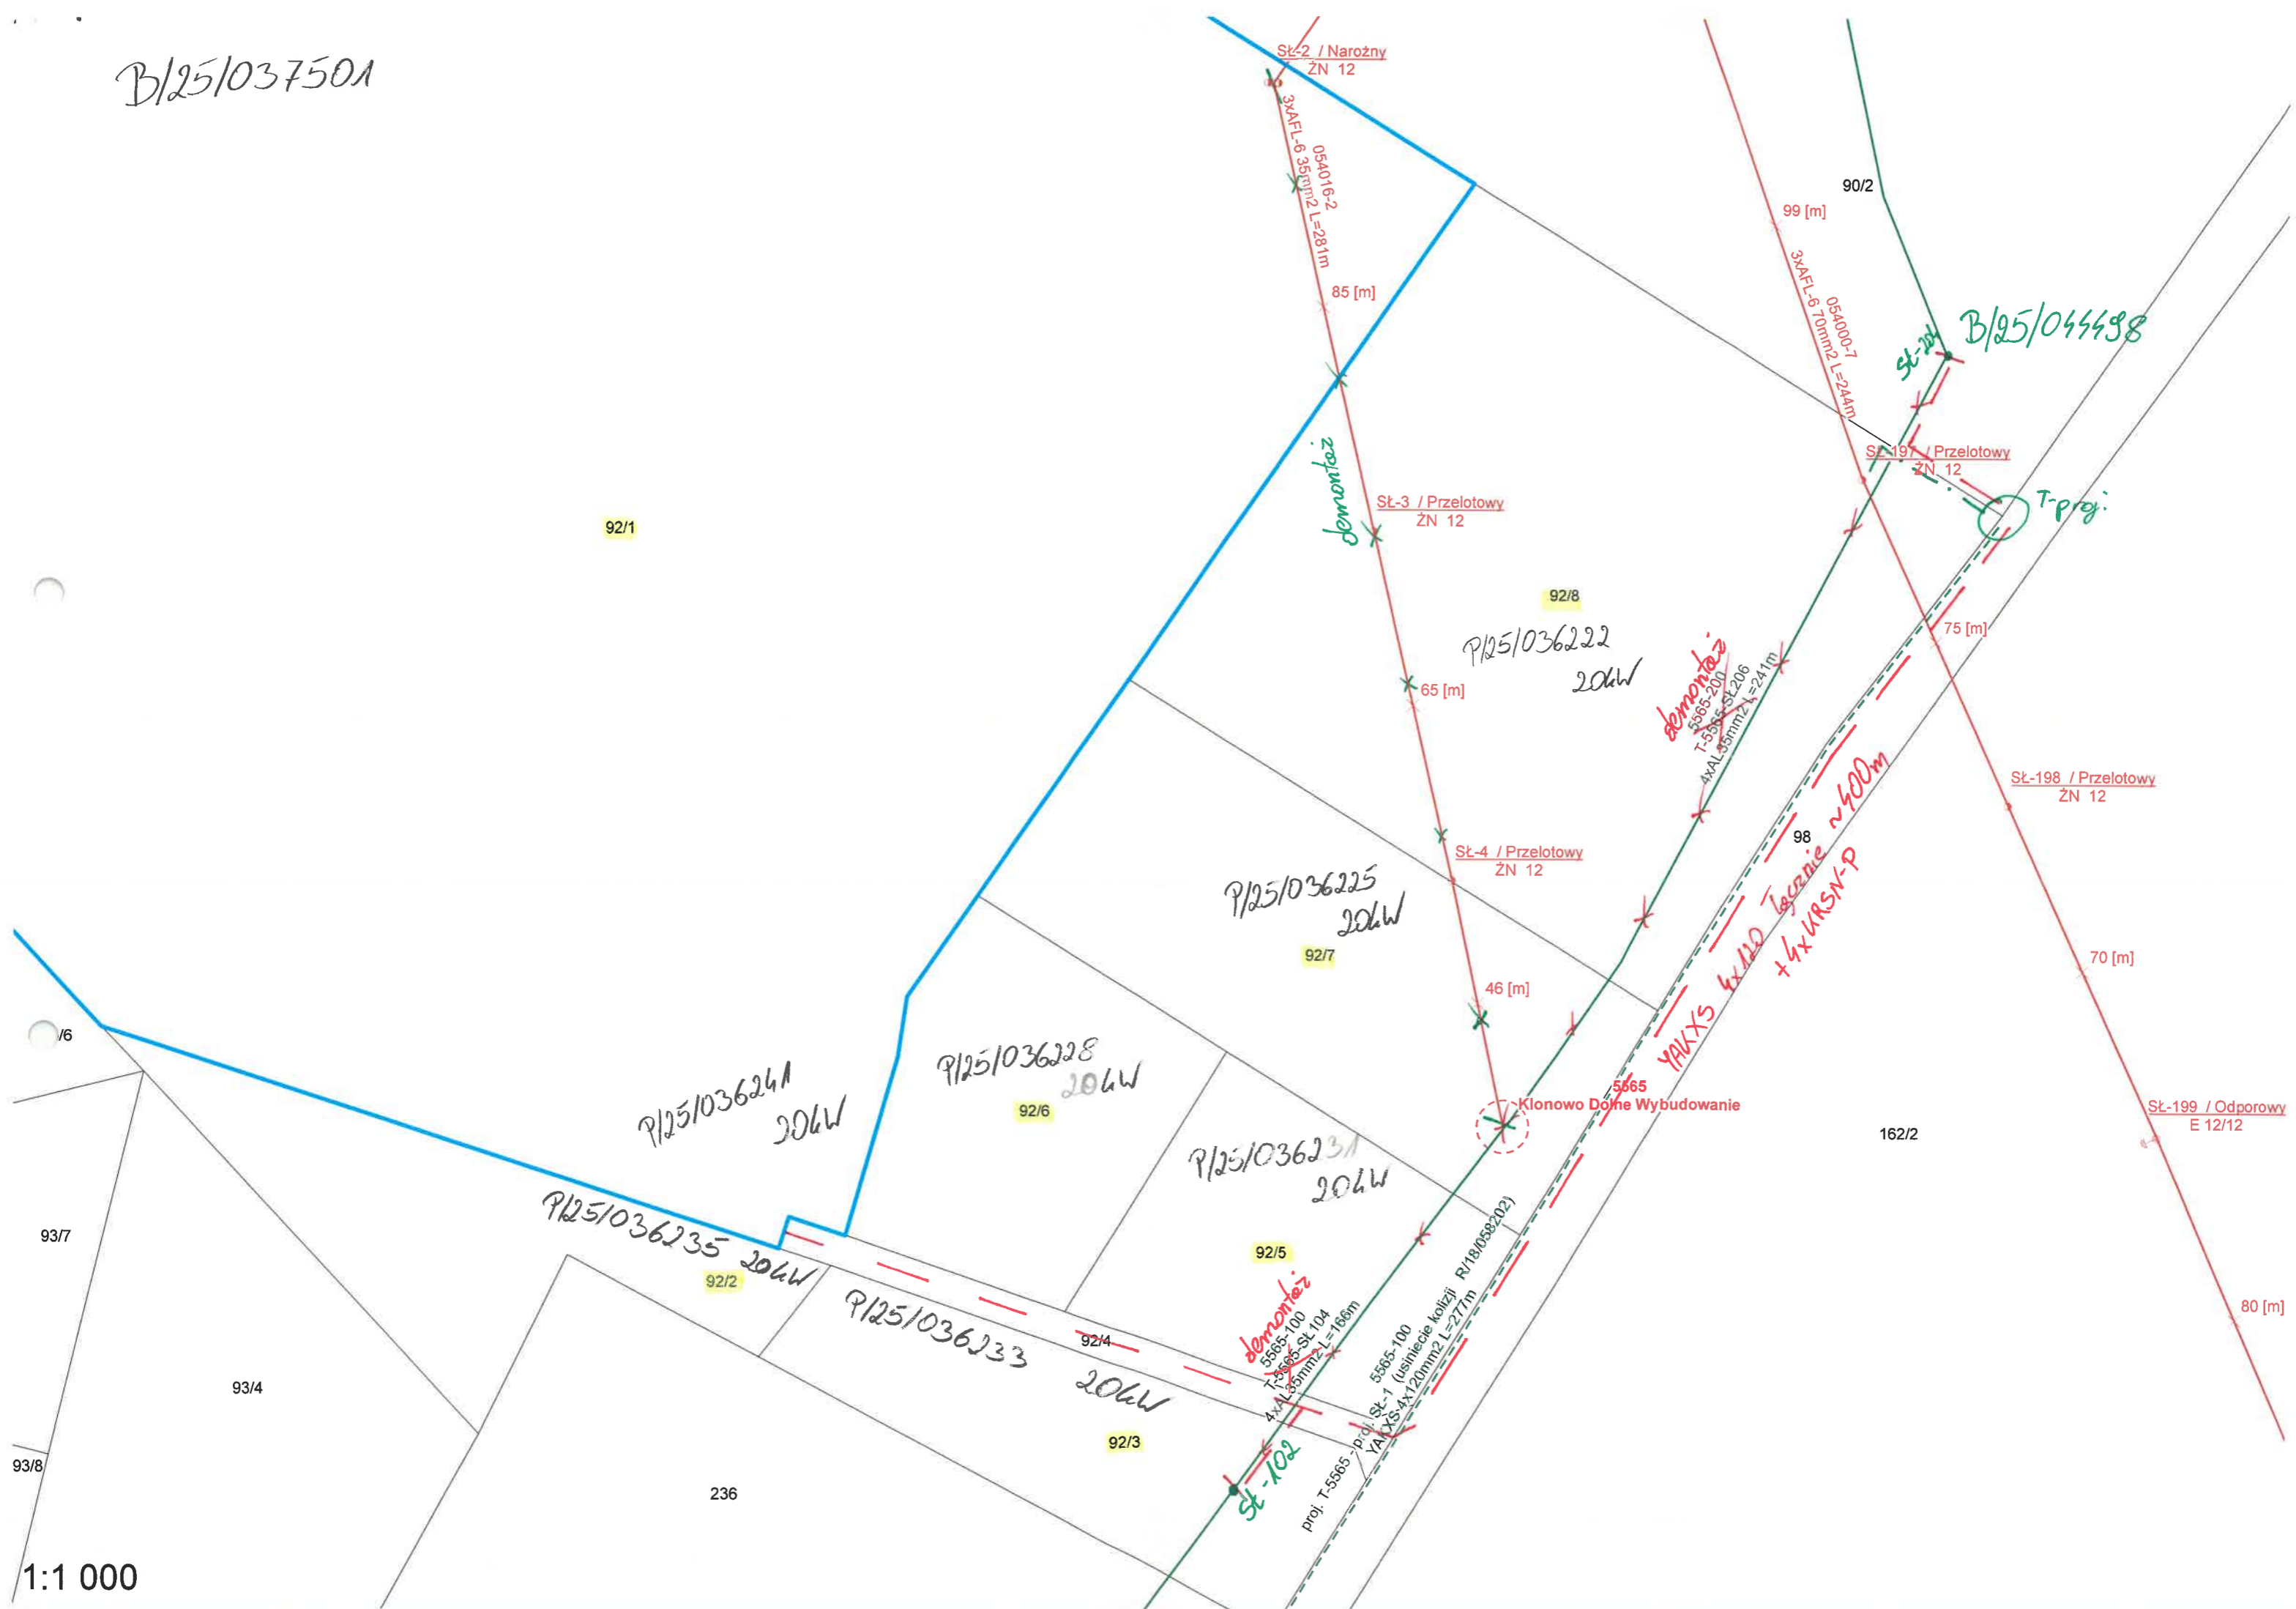 B/25/037501
SŁ-2 / Narożny
ŻN 12
054016-2
3xAFL-6 35mm2 L=281m
85 [m]
90/2
99 [m]
054000-7
3xAFL-6 70mm2 L=244m
B/25/044498
SŁ-197 / Przelotowy
ŻN 12
T-proj.
demontaż
SŁ-3 / Przelotowy
ŻN 12
92/1
92/8
P/25/036222
20kW
75 [m]
65 [m]
demontaż
5565-200
T-5565-SŁ206
4xAL35mm2 L=241m
SŁ-198 / Przelotowy
ŻN 12
98
YAKXS 4x120 łącznie ~400m
+4xKRSN-P
SŁ-4 / Przelotowy
ŻN 12
P/25/036225
20kW
92/7
70 [m]
46 [m]
/6
P/25/036241
20kW
P/25/036228
20kW
92/6
5565
Klonowo Dolne Wybudowanie
SŁ-199 / Odporowy
E 12/12
162/2
P/25/036231
20kW
93/7
P/25/036235 20kW
92/2
92/5
80 [m]
P/25/036233
20kW
92/4
demontaż
5565-100
T-5565-SŁ104
4xAL35mm2 L=166m
5565-100
proj. T-5565 - proj. SŁ-1 (usiniecie kolizji R/18/058202)
YAKXS 4x120mm2 L=277m
93/4
92/3
SŁ-102
93/8
236
1:1 000